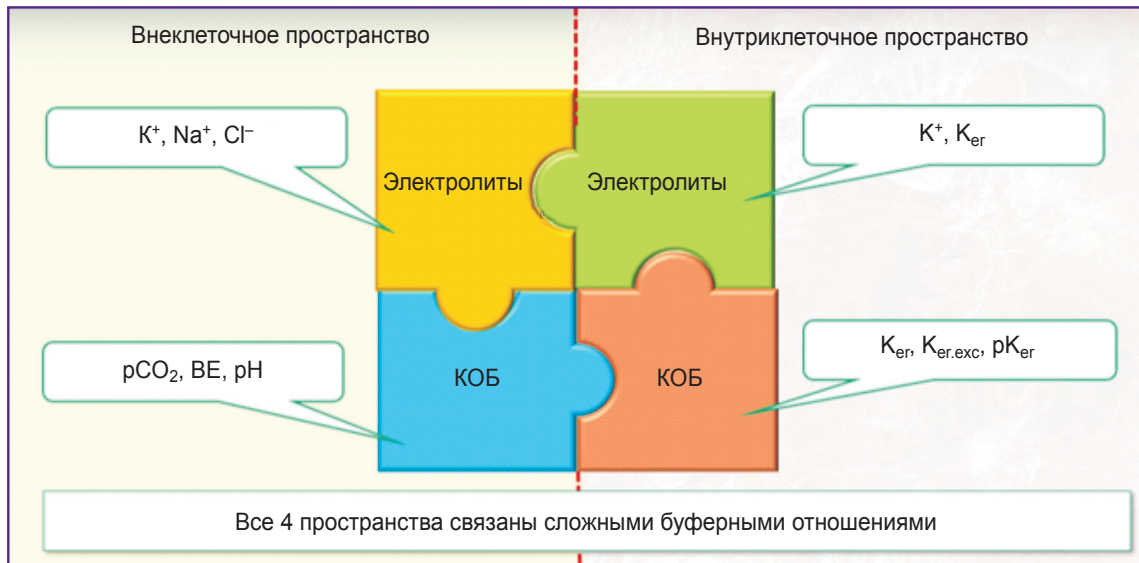 Внеклеточное пространство
Внутриклеточное пространство
К⁺, Na⁺, Cl⁻
K⁺, Kₑᵣ
Электролиты
Электролиты
pCO₂, BE, pH
Kₑᵣ, Kₑᵣ.ₑₓc, pKₑᵣ
КОБ
КОБ
Все 4 пространства связаны сложными буферными отношениями